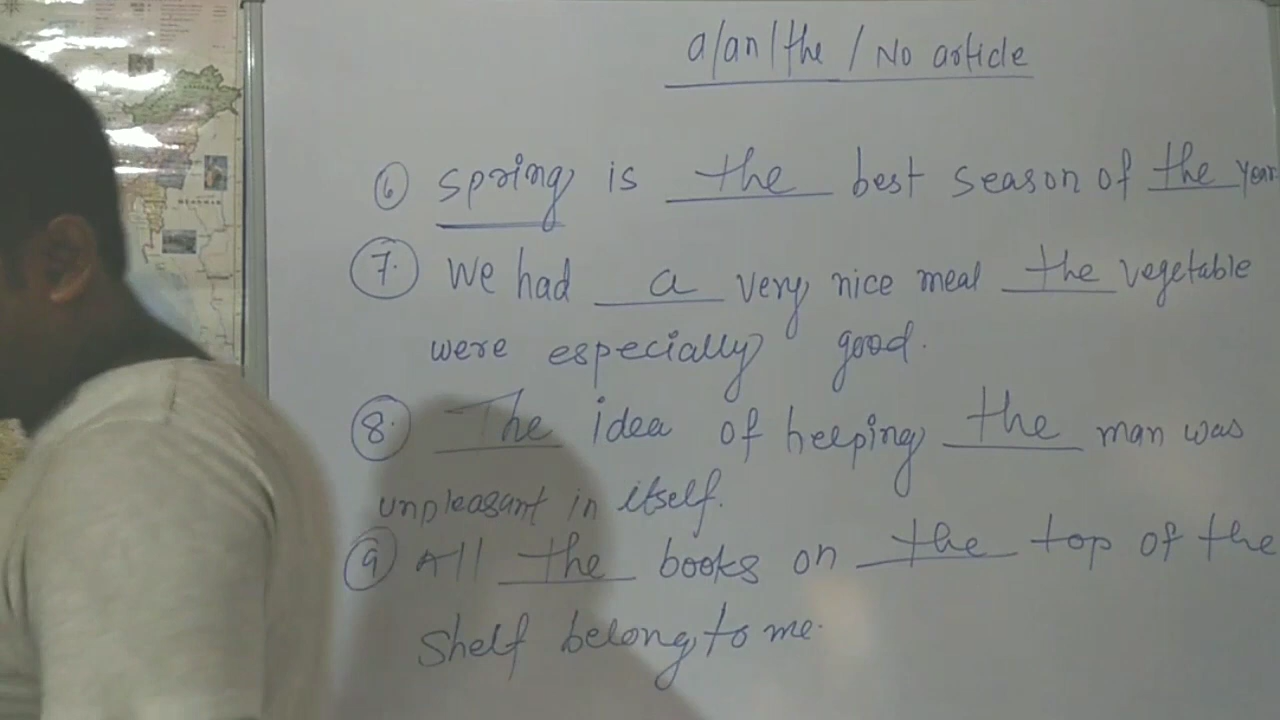 a/an/the / No article
⑥ spring is the best season of the year
⑦. We had a very nice meal the vegetable
were especially good.
⑧. The idea of helping the man was
unpleasant in itself.
⑨ All the books on the top of the
Shelf belong to me.